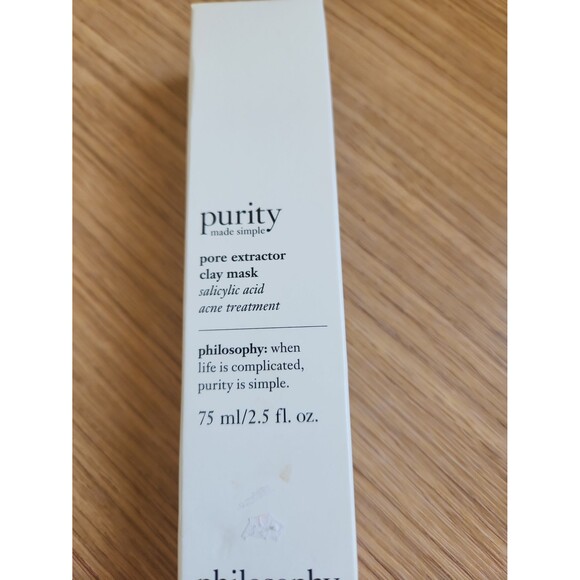 purity
made simple
pore extractor
clay mask
salicylic acid
acne treatment
philosophy: when
life is complicated,
purity is simple.
75 ml/2.5 fl. oz.
philosophy